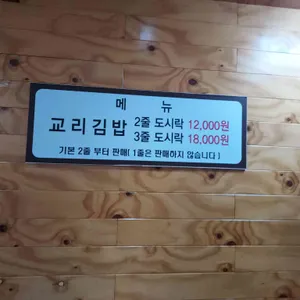 메 뉴
교리김밥 2줄 도시락 12,000원
3줄 도시락 18,000원
기본 2줄 부터 판매( 1줄은 판매하지 않습니다 )